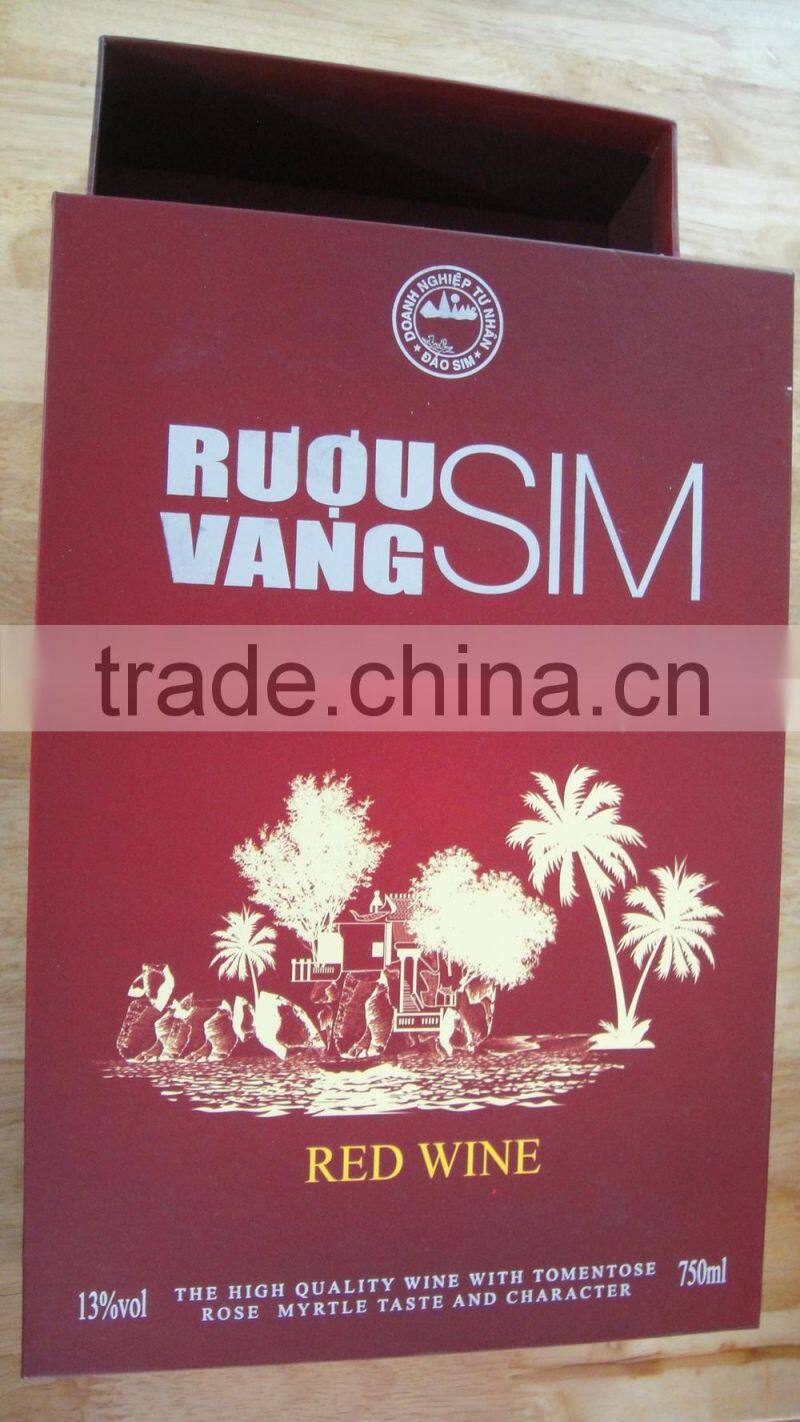 DOANH NGHIỆP TƯ NHÂN
★ ĐẢO SIM ★
RƯỢU
VANG
SIM
trade.china.cn
RED WINE
13%vol
THE HIGH QUALITY WINE WITH TOMENTOSE
ROSE MYRTLE TASTE AND CHARACTER
750ml